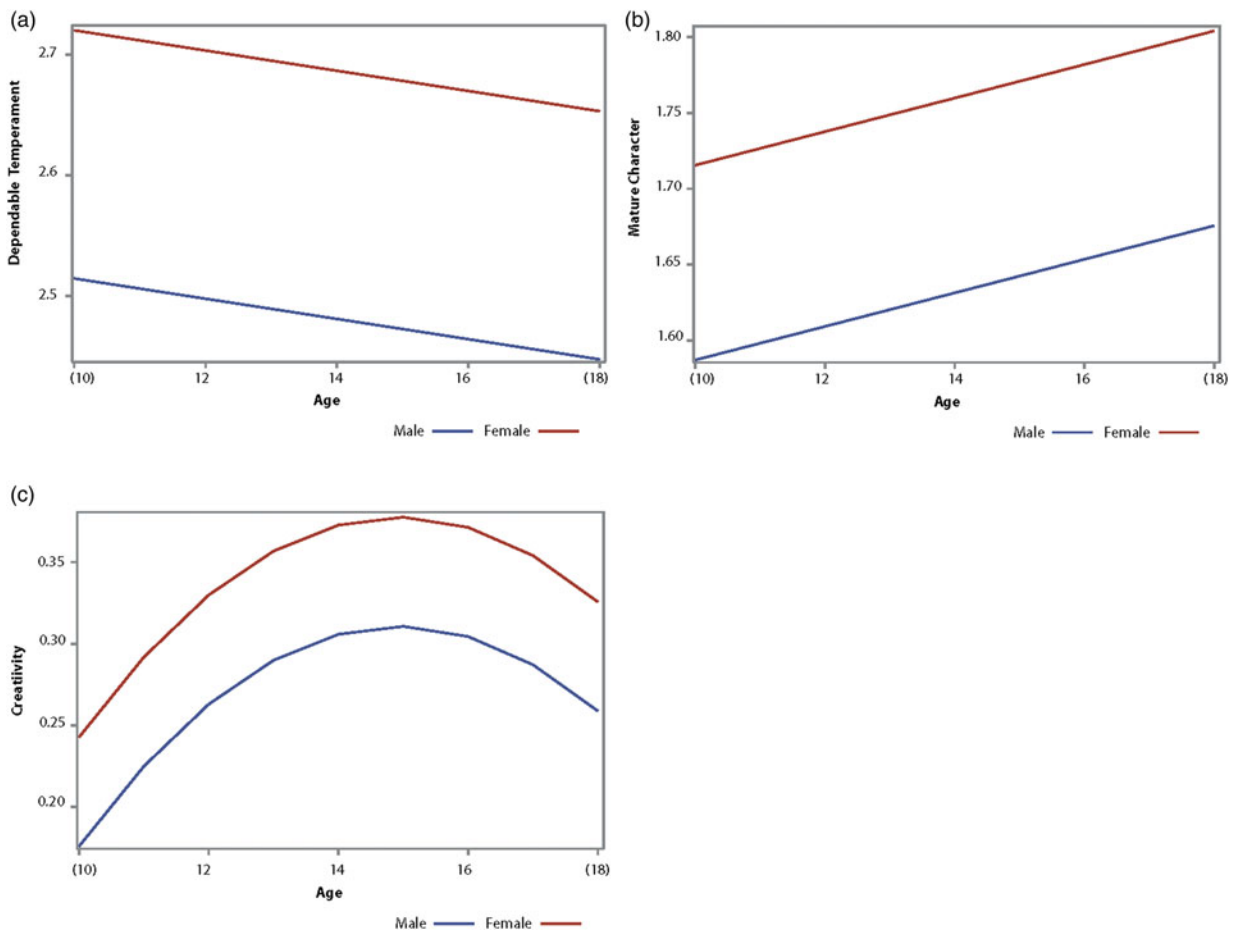 (a)
2.7
2.6
2.5
Dependable Temperament
(10) 12 14 16 (18)
Age
Male Female
(b)
1.80
1.75
1.70
1.65
1.60
Mature Character
(10) 12 14 16 (18)
Age
Male Female
(c)
0.35
0.30
0.25
0.20
Creatiivity
(10) 12 14 16 (18)
Age
Male Female